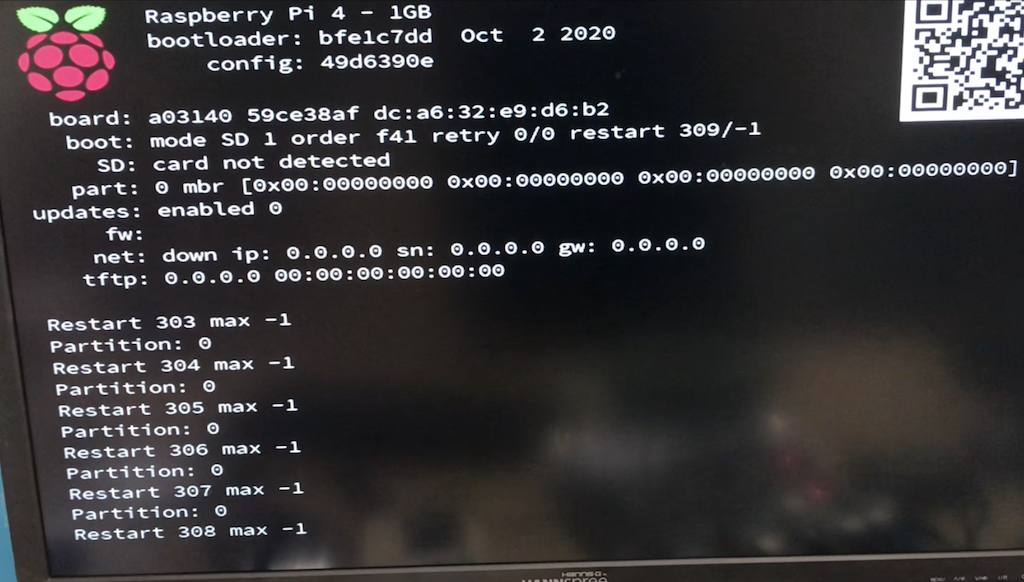 Raspberry Pi 4 - 1GB
bootloader: bfe1c7dd Oct 2 2020
config: 49d6390e
board: a03140 59ce38af dc:a6:32:e9:d6:b2
boot: mode SD 1 order f41 retry 0/0 restart 309/-1
SD: card not detected
part: 0 mbr [0x00:00000000 0x00:00000000 0x00:00000000 0x00:00000000]
updates: enabled 0
fw:
net: down ip: 0.0.0.0 sn: 0.0.0.0 gw: 0.0.0.0
tftp: 0.0.0.0 00:00:00:00:00:00
Restart 303 max -1
Partition: 0
Restart 304 max -1
Partition: 0
Restart 305 max -1
Partition: 0
Restart 306 max -1
Partition: 0
Restart 307 max -1
Partition: 0
Restart 308 max -1